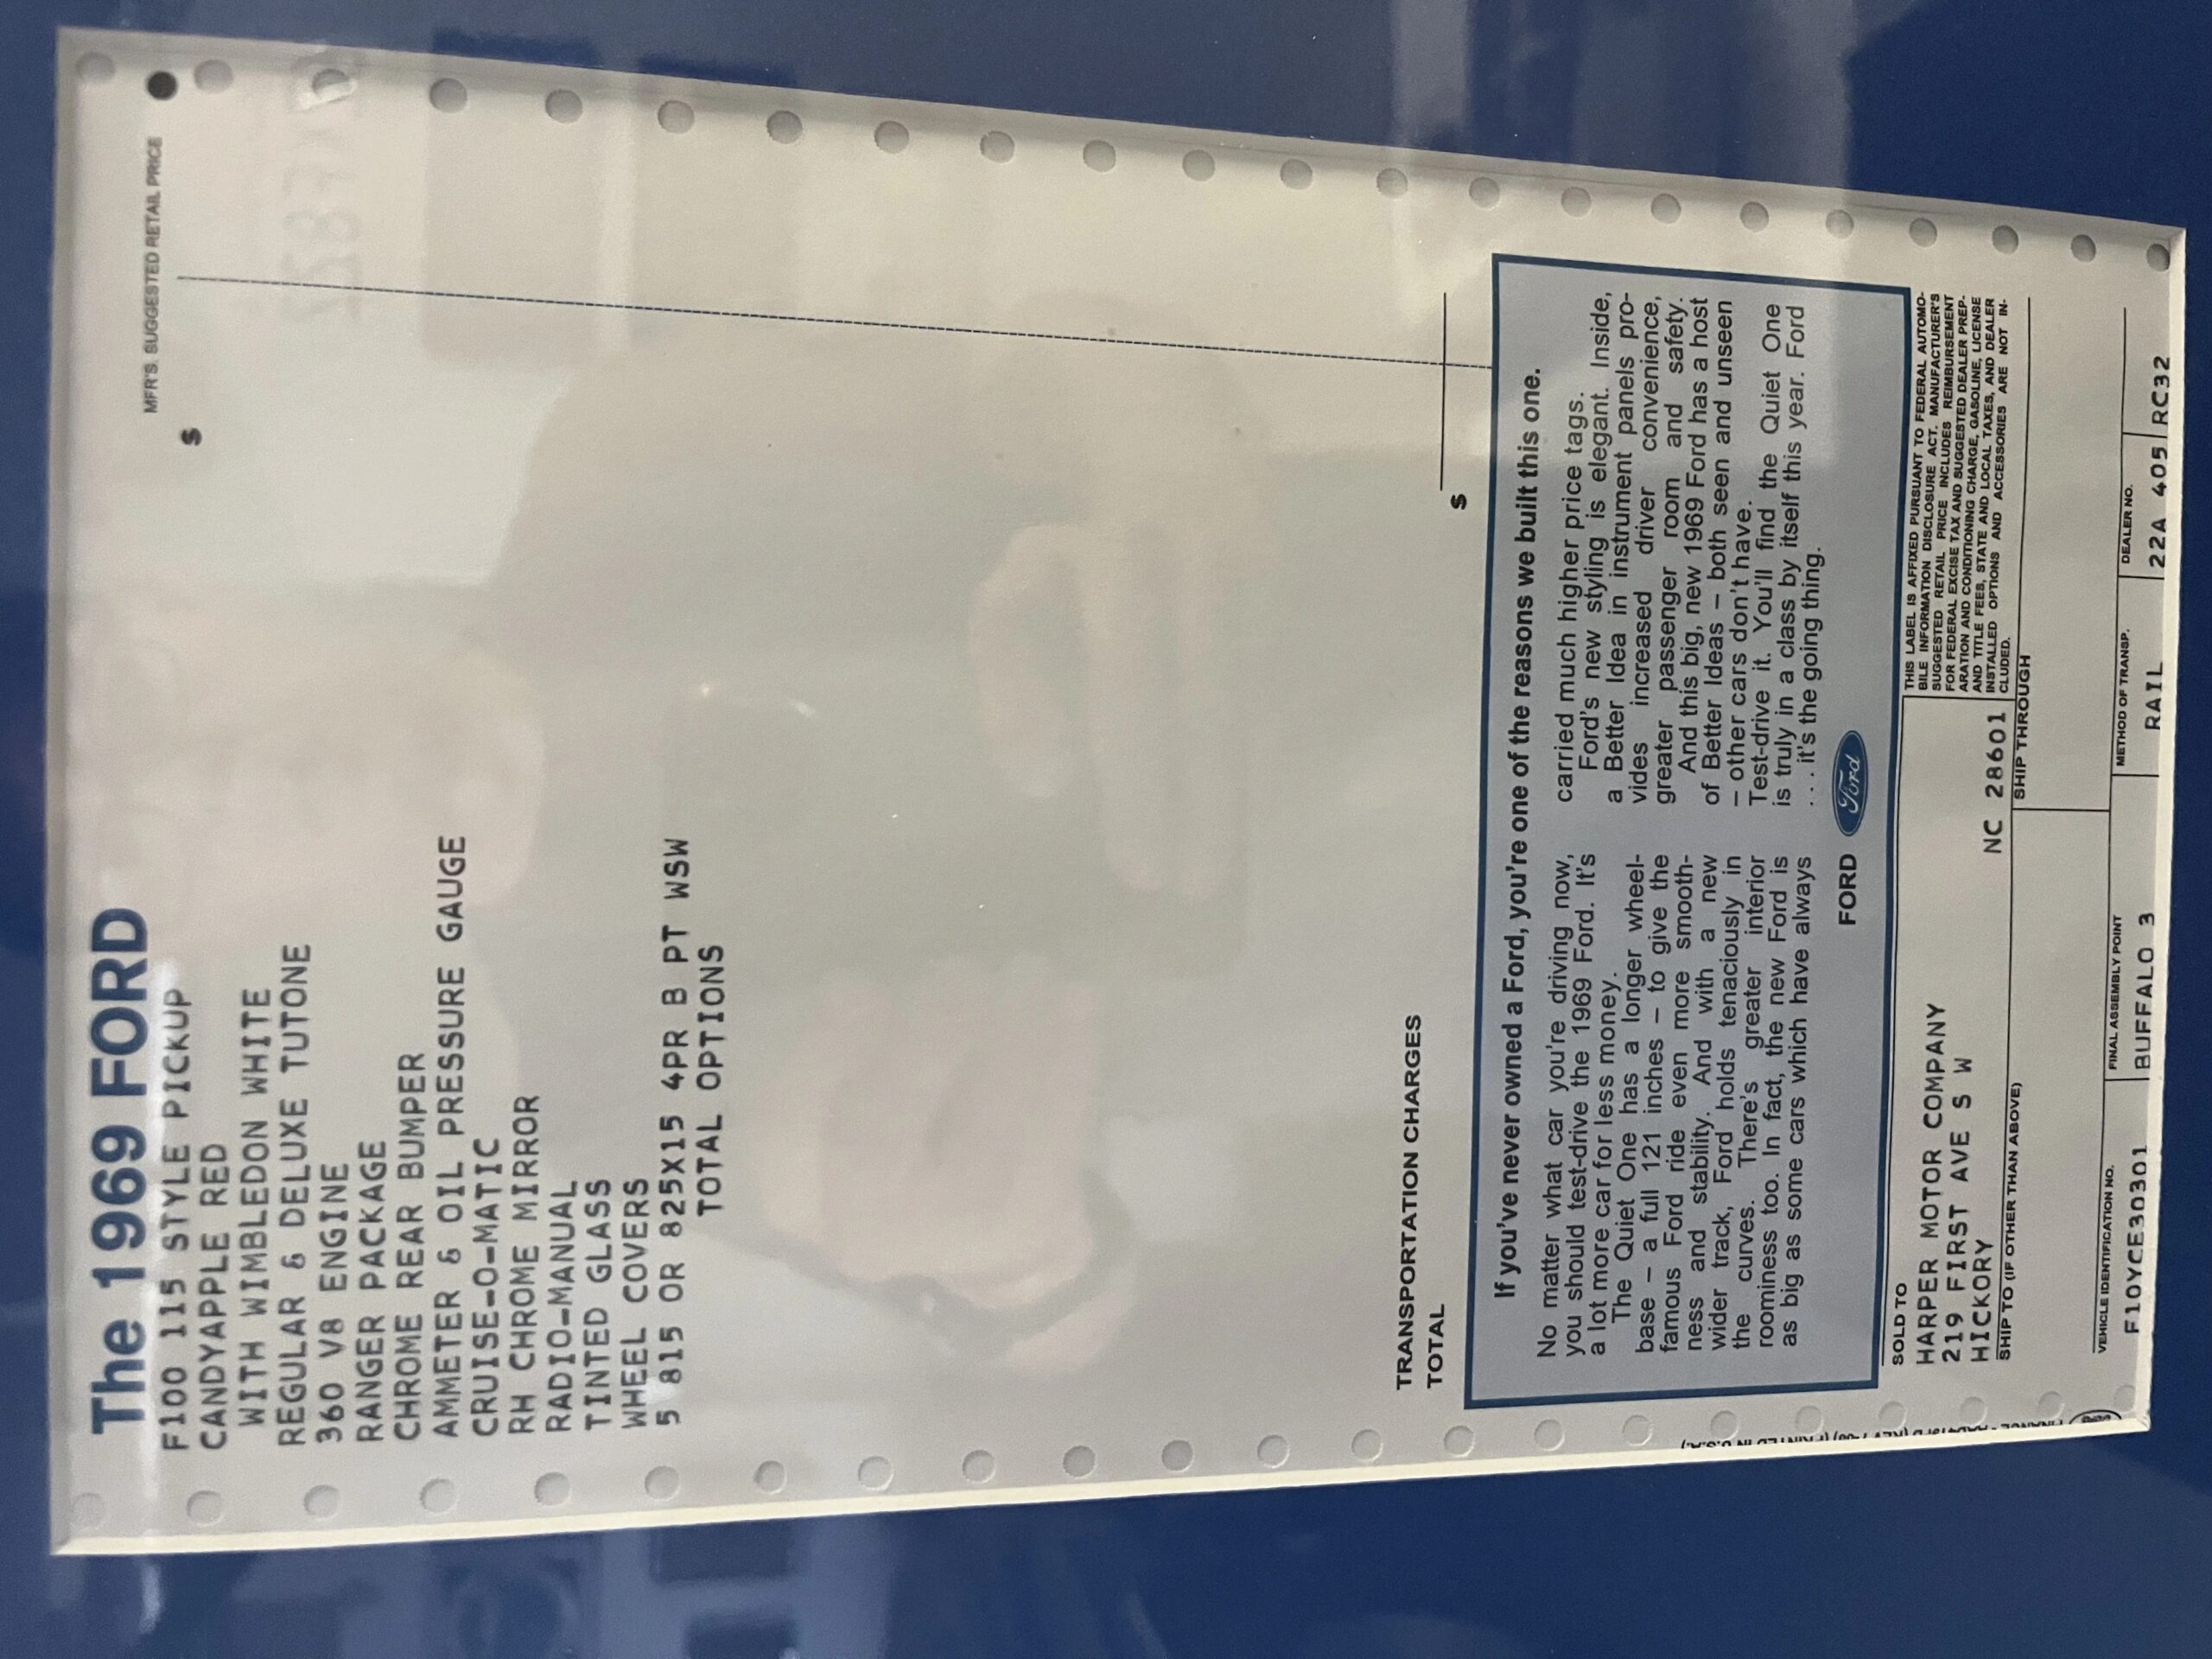 The 1969 FORD
MFR'S. SUGGESTED RETAIL PRICE
F100 115 STYLE PICKUP
$
CANDYAPPLE RED
WITH WIMBLEDON WHITE
REGULAR & DELUXE TUTONE
360 V8 ENGINE
RANGER PACKAGE
CHROME REAR BUMPER
AMMETER & OIL PRESSURE GAUGE
CRUISE-O-MATIC
RH CHROME MIRROR
RADIO-MANUAL
TINTED GLASS
WHEEL COVERS
5 815 OR 825X15 4PR B PT WSW
TOTAL OPTIONS
TRANSPORTATION CHARGES
TOTAL
$
If you've never owned a Ford, you're one of the reasons we built this one.
No matter what car you're driving now,
you should test-drive the 1969 Ford. It's
a lot more car for less money.
The Quiet One has a longer wheel-
base – a full 121 inches – to give the
famous Ford ride even more smooth-
ness and stability. And with a new
wider track, Ford holds tenaciously in
the curves. There's greater interior
roominess too. In fact, the new Ford is
as big as some cars which have always
carried much higher price tags.
Ford's new styling is elegant. Inside,
a Better Idea in instrument panels pro-
vides increased driver convenience,
greater passenger room and safety.
And this big, new 1969 Ford has a host
of Better Ideas – both seen and unseen
– other cars don't have.
Test-drive it. You'll find the Quiet One
is truly in a class by itself this year. Ford
. . . it's the going thing.
FORD
Ford
SOLD TO
HARPER MOTOR COMPANY
219 FIRST AVE S W
HICKORY NC 28601
THIS LABEL IS AFFIXED PURSUANT TO FEDERAL AUTOMO-
BILE INFORMATION DISCLOSURE ACT. MANUFACTURER'S
SUGGESTED RETAIL PRICE INCLUDES REIMBURSEMENT
FOR FEDERAL EXCISE TAX AND SUGGESTED DEALER PREP-
ARATION AND CONDITIONING CHARGE, GASOLINE, LICENSE
AND TITLE FEES, STATE AND LOCAL TAXES, AND DEALER
INSTALLED OPTIONS AND ACCESSORIES ARE NOT IN-
CLUDED.
SHIP TO (IF OTHER THAN ABOVE)
SHIP THROUGH
VEHICLE IDENTIFICATION NO.
FINAL ASSEMBLY POINT
METHOD OF TRANSP.
DEALER NO.
F10YCE30301
BUFFALO 3
RAIL
22A 405
RC32